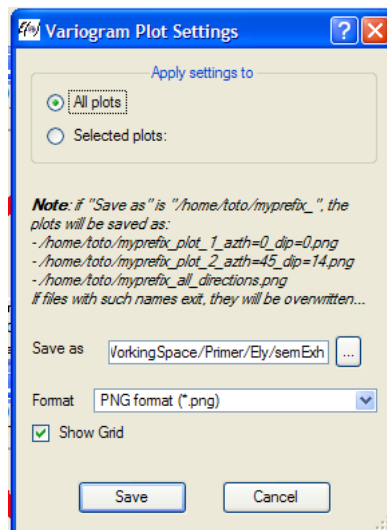 Variogram Plot Settings
Apply settings to
All plots
Selected plots:
Note: if "Save as" is "/home/toto/myprefix_", the
plots will be saved as:
- /home/toto/myprefix_plot_1_azth=0_dip=0.png
- /home/toto/myprefix_plot_2_azth=45_dip=14.png
- /home/toto/myprefix_all_directions.png
If files with such names exit, they will be overwritten...
Save as /WorkingSpace/Primer/Ely/semExh ...
Format PNG format (*.png)
Show Grid
Save Cancel